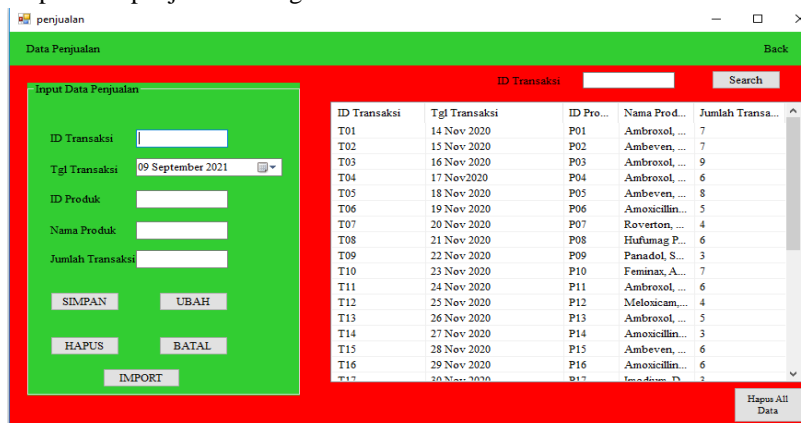 penjualan
Data Penjualan Back
ID Transaksi Search
Input Data Penjualan
ID Transaksi
Tgl Transaksi 09 September 2021
ID Produk
Nama Produk
Jumlah Transaksi
SIMPAN UBAH
HAPUS BATAL
IMPORT
ID Transaksi Tgl Transaksi ID Pro... Nama Prod... Jumlah Transa...
T01 14 Nov 2020 P01 Ambroxol, ... 7
T02 15 Nov 2020 P02 Ambeven, ... 7
T03 16 Nov 2020 P03 Ambroxol, ... 9
T04 17 Nov2020 P04 Ambroxol, ... 6
T05 18 Nov 2020 P05 Ambeven, ... 8
T06 19 Nov 2020 P06 Amoxicillin... 5
T07 20 Nov 2020 P07 Roverton, ... 4
T08 21 Nov 2020 P08 Hufumag P... 6
T09 22 Nov 2020 P09 Panadol, S... 3
T10 23 Nov 2020 P10 Feminax, A... 7
T11 24 Nov 2020 P11 Ambroxol, ... 6
T12 25 Nov 2020 P12 Meloxicam,... 4
T13 26 Nov 2020 P13 Ambroxol, ... 5
T14 27 Nov 2020 P14 Amoxicillin... 3
T15 28 Nov 2020 P15 Ambeven, ... 6
T16 29 Nov 2020 P16 Amoxicillin... 6
T17 30 Nov 2020 P17 Imodium, D... 3
Hapus All
Data